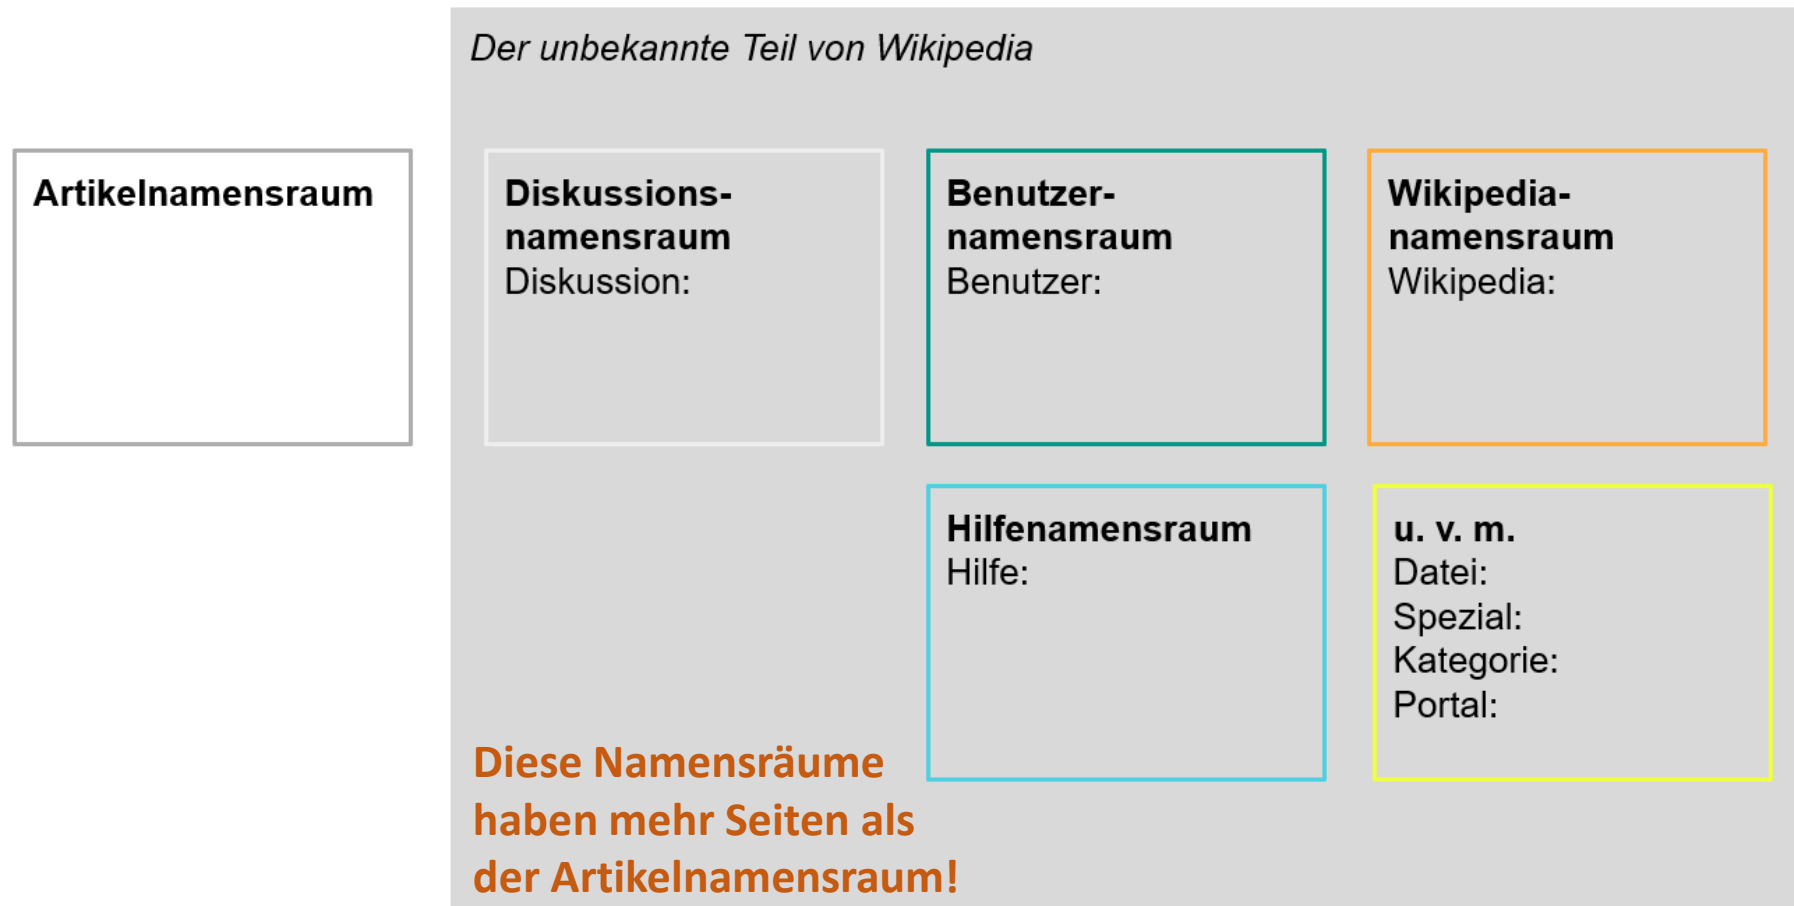 Der unbekannte Teil von Wikipedia
Artikelnamensraum
Diskussions-
namensraum
Diskussion:
Benutzer-
namensraum
Benutzer:
Wikipedia-
namensraum
Wikipedia:
Hilfenamensraum
Hilfe:
u. v. m.
Datei:
Spezial:
Kategorie:
Portal:
Diese Namensräume
haben mehr Seiten als
der Artikelnamensraum!